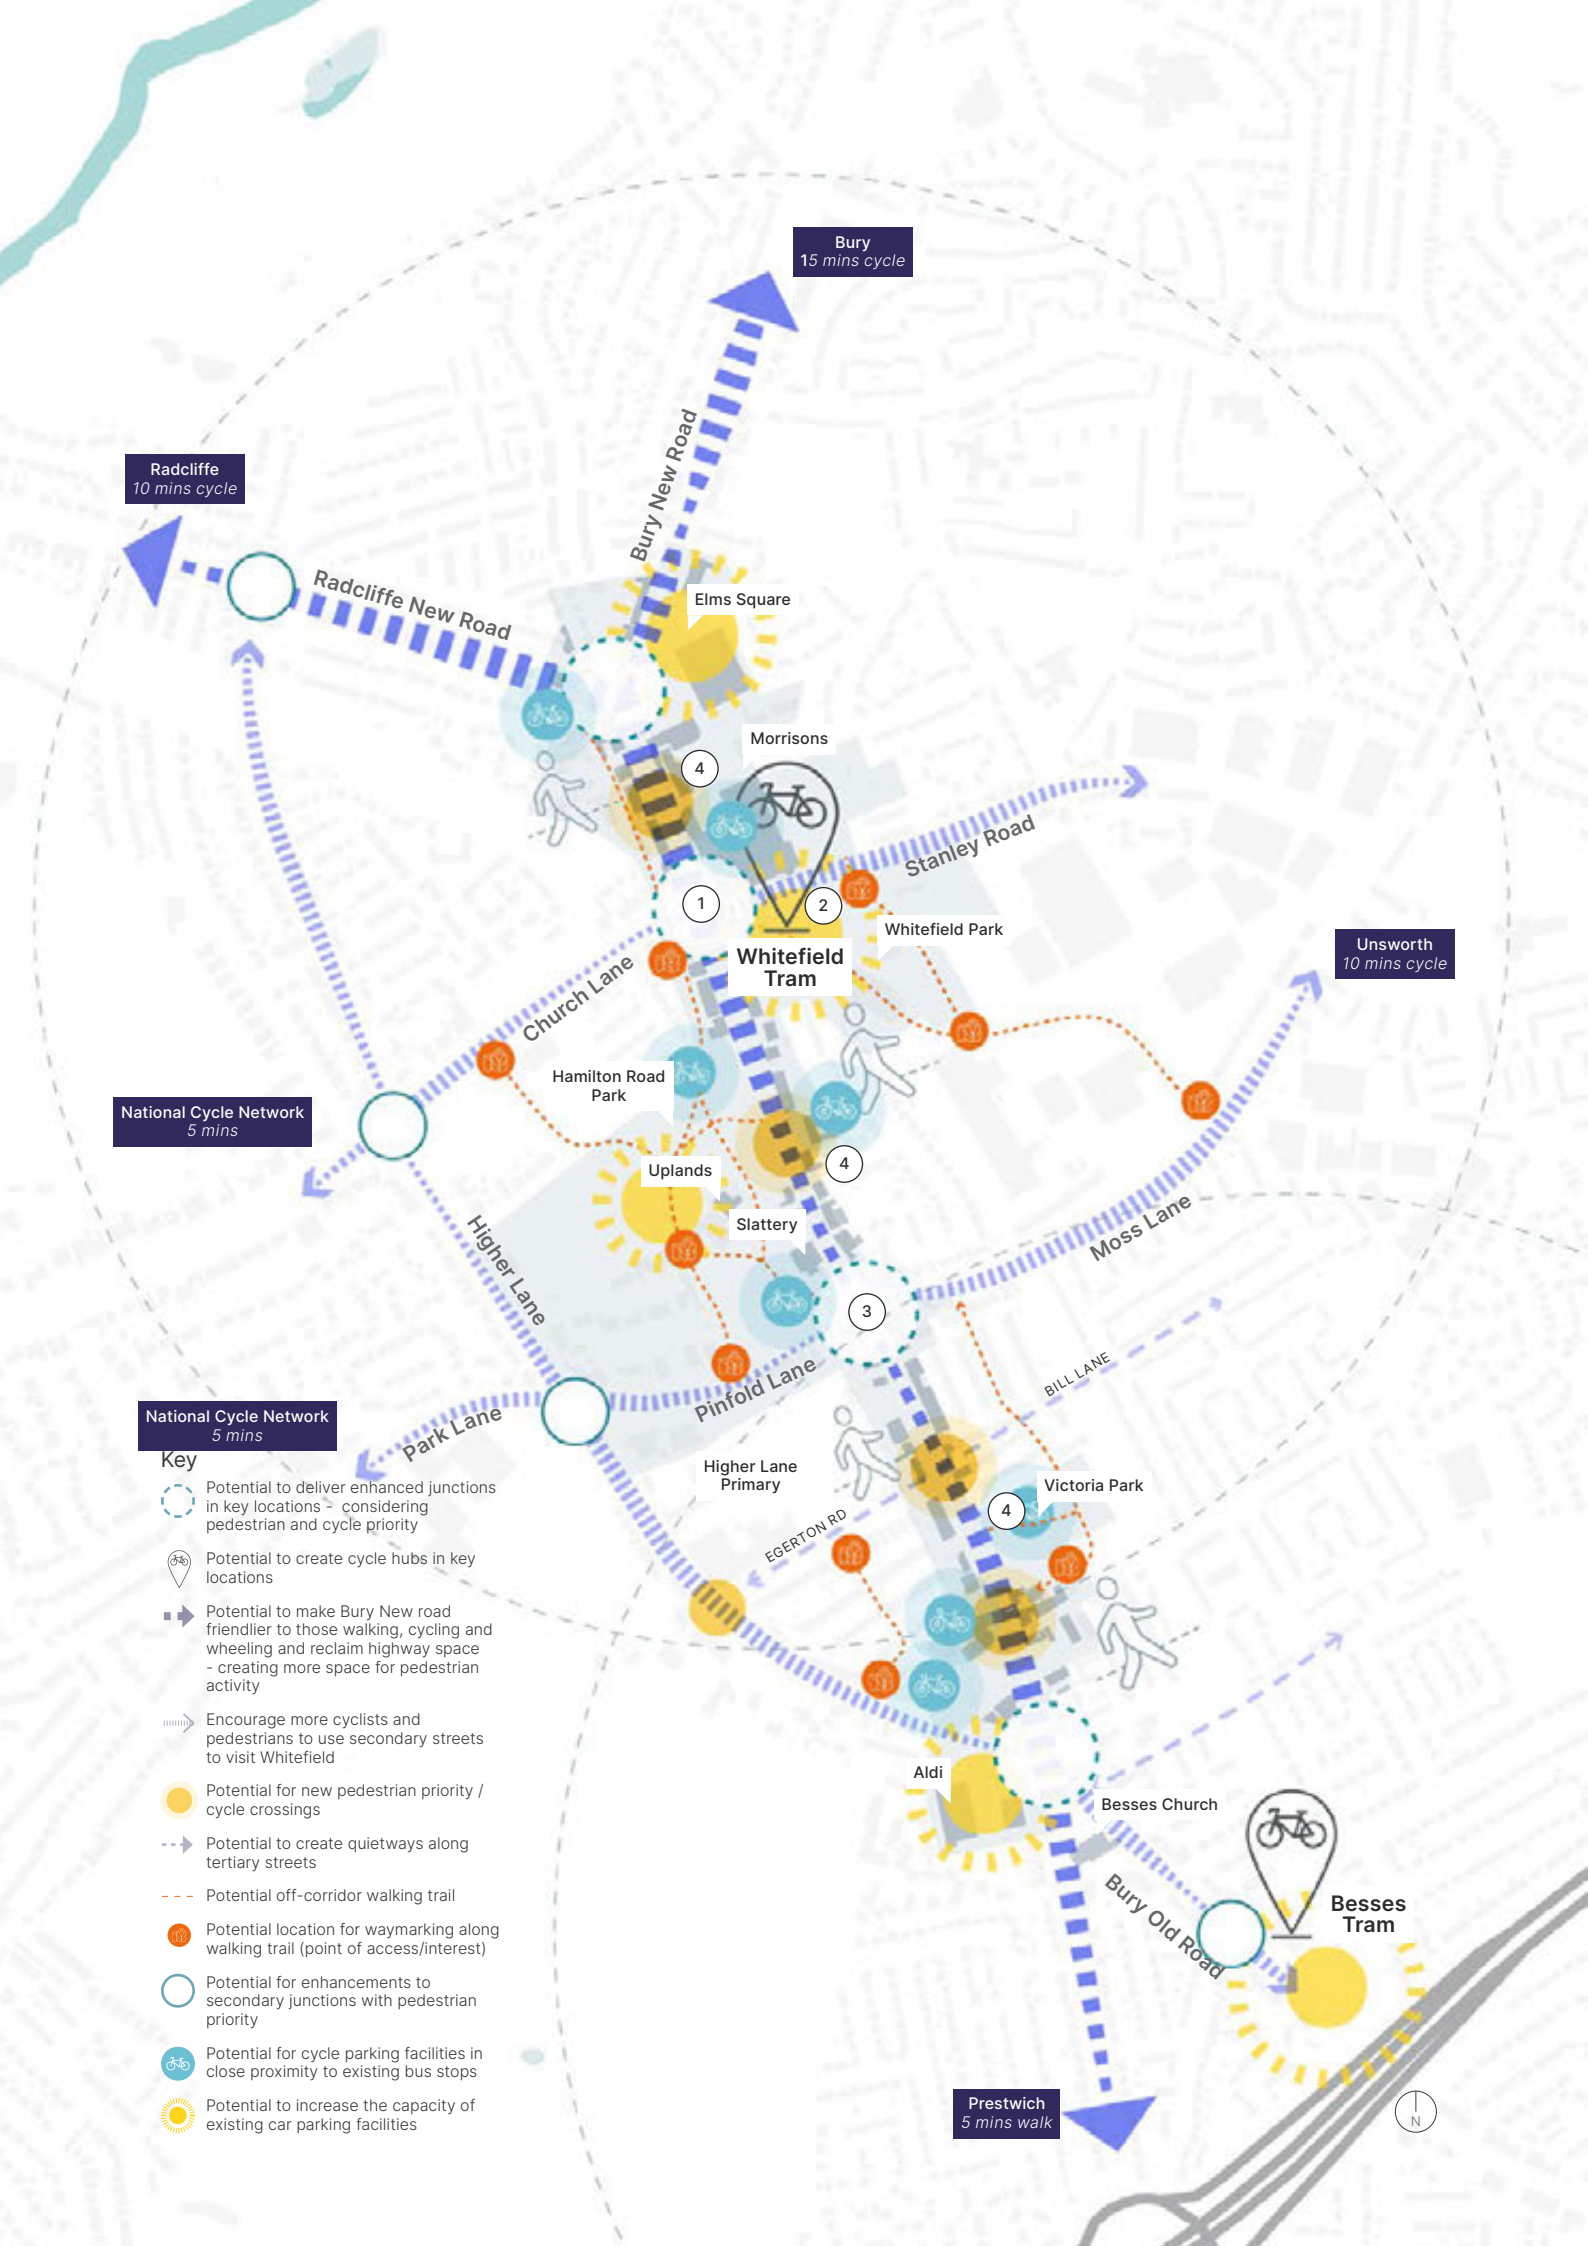 Bury
15 mins cycle
Radcliffe
10 mins cycle
Bury New Road
Radcliffe New Road
Elms Square
Morrisons
4
Stanley Road
1
2
Whitefield Park
Whitefield
Tram
Unsworth
10 mins cycle
Church Lane
Hamilton Road
Park
National Cycle Network
5 mins
4
Uplands
Slattery
Higher Lane
Moss Lane
3
Pinfold Lane
BILL LANE
National Cycle Network
5 mins
Park Lane
Higher Lane
Primary
Victoria Park
4
EGERTON RD
Aldi
Besses Church
Bury Old Road
Besses
Tram
Prestwich
5 mins walk
N
Key
Potential to deliver enhanced junctions
in key locations - considering
pedestrian and cycle priority
Potential to create cycle hubs in key
locations
Potential to make Bury New road
friendlier to those walking, cycling and
wheeling and reclaim highway space
- creating more space for pedestrian
activity
Encourage more cyclists and
pedestrians to use secondary streets
to visit Whitefield
Potential for new pedestrian priority /
cycle crossings
Potential to create quietways along
tertiary streets
Potential off-corridor walking trail
Potential location for waymarking along
walking trail (point of access/interest)
Potential for enhancements to
secondary junctions with pedestrian
priority
Potential for cycle parking facilities in
close proximity to existing bus stops
Potential to increase the capacity of
existing car parking facilities